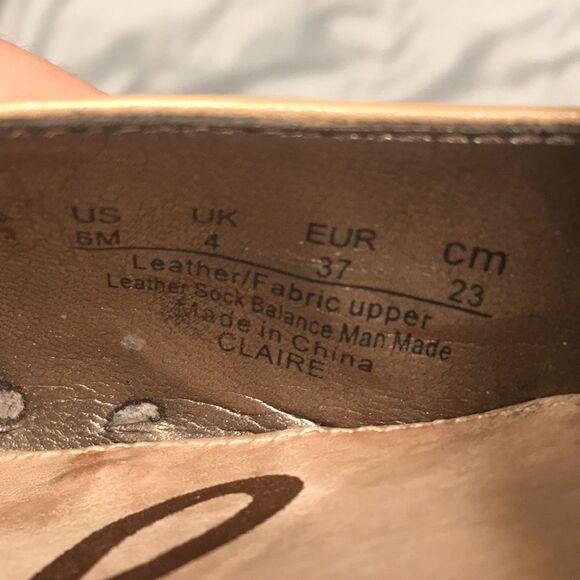 US UK EUR cm
6M 4 37 23
Leather/Fabric upper
Leather Sock Balance Man Made
Made in China
CLAIRE